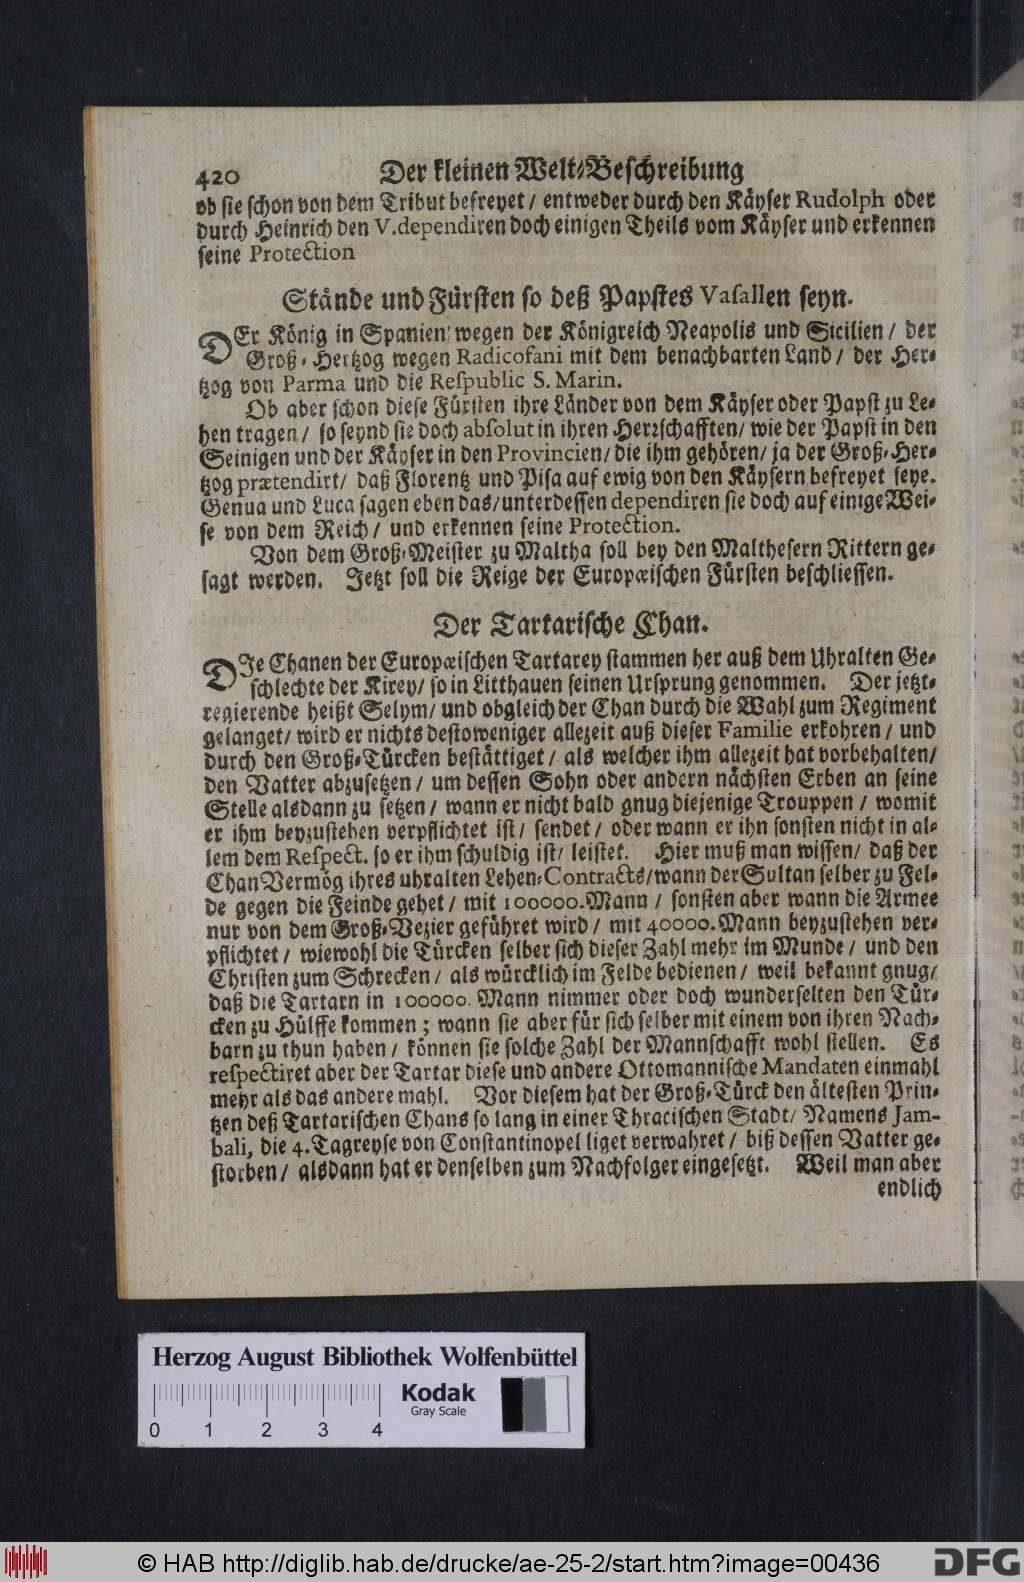 420 Der kleinen Welt-Beschreibung
ob sie schon von dem Tribut befreyet / entweder durch den Käyser Rudolph oder
durch Heinrich den V. dependiren doch einigen Theils vom Käyser und erkennen
seine Protection
Stände und Fürsten so deß Papstes Vasallen seyn.
DEr König in Spanien wegen der Königreich Neapolis und Sicilien / der
Groß-Hertzog wegen Radicofani mit dem benachbarten Land / der Her-
tzog von Parma und die Respublic S. Marin.
Ob aber schon diese Fürsten ihre Länder von dem Käyser oder Papst zu Le-
hen tragen / so seynd sie doch absolut in ihren Herrschafften / wie der Papst in den
Seinigen und der Käyser in den Provincien / die ihm gehören / ja der Groß-Her-
tzog prætendirt / daß Florentz und Pisa auf ewig von den Käysern befreyet seye.
Genua und Luca sagen eben das / unterdessen dependiren sie doch auf einige Wei-
se von dem Reich / und erkennen seine Protection.
Von dem Groß-Meister zu Maltha soll bey den Malthesern Rittern ge-
sagt werden. Jetzt soll die Reige der Europæischen Fürsten beschliessen.
Der Tartarische Chan.
DIe Chanen der Europæischen Tartarey stammen her auß dem Uhralten Ge-
schlechte der Kirey / so in Litthauen seinen Ursprung genommen. Der jetzt-
regierende heißt Selym / und obgleich der Chan durch die Wahl zum Regiment
gelanget / wird er nichts destoweniger allezeit auß dieser Familie erkohren / und
durch den Groß-Türcken bestättiget / als welcher ihm allezeit hat vorbehalten /
den Vatter abzusetzen / um dessen Sohn oder andern nächsten Erben an seine
Stelle alsdann zu setzen / wann er nicht bald gnug diejenige Trouppen / womit
er ihm beyzustehen verpflichtet ist / sendet / oder wann er ihn sonsten nicht in al-
lem dem Respect. so er ihm schuldig ist / leistet. Hier muß man wissen / daß der
Chan Vermög ihres uhralten Lehen-Contracts / wann der Sultan selber zu Fel-
de gegen die Feinde gehet / mit 100000. Mann / sonsten aber wann die Armee
nur von dem Groß-Vezier geführet wird / mit 40000. Mann beyzustehen ver-
pflichtet / wiewohl die Türcken selber sich dieser Zahl mehr im Munde / und den
Christen zum Schrecken / als würcklich im Felde bedienen / weil bekannt gnug /
daß die Tartarn in 100000. Mann nimmer oder doch wunderselten den Tür-
cken zu Hülffe kommen ; wann sie aber für sich selber mit einem von ihren Nach-
barn zu thun haben / können sie solche Zahl der Mannschafft wohl stellen. Es
respectiret aber der Tartar diese und andere Ottomannische Mandaten einmahl
mehr als das andere mahl. Vor diesem hat der Groß-Türck den ältesten Prin-
tzen deß Tartarischen Chans so lang in einer Thracischen Stadt / Namens Jam-
bali, die 4. Tagreyse von Constantinopel liget verwahret / biß dessen Vatter ge-
storben / alsdann hat er denselben zum Nachfolger eingesetzt. Weil man aber
endlich
Herzog August Bibliothek Wolfenbüttel
Kodak
Gray Scale
0 1 2 3 4
© HAB http://diglib.hab.de/drucke/ae-25-2/start.htm?image=00436
DFG